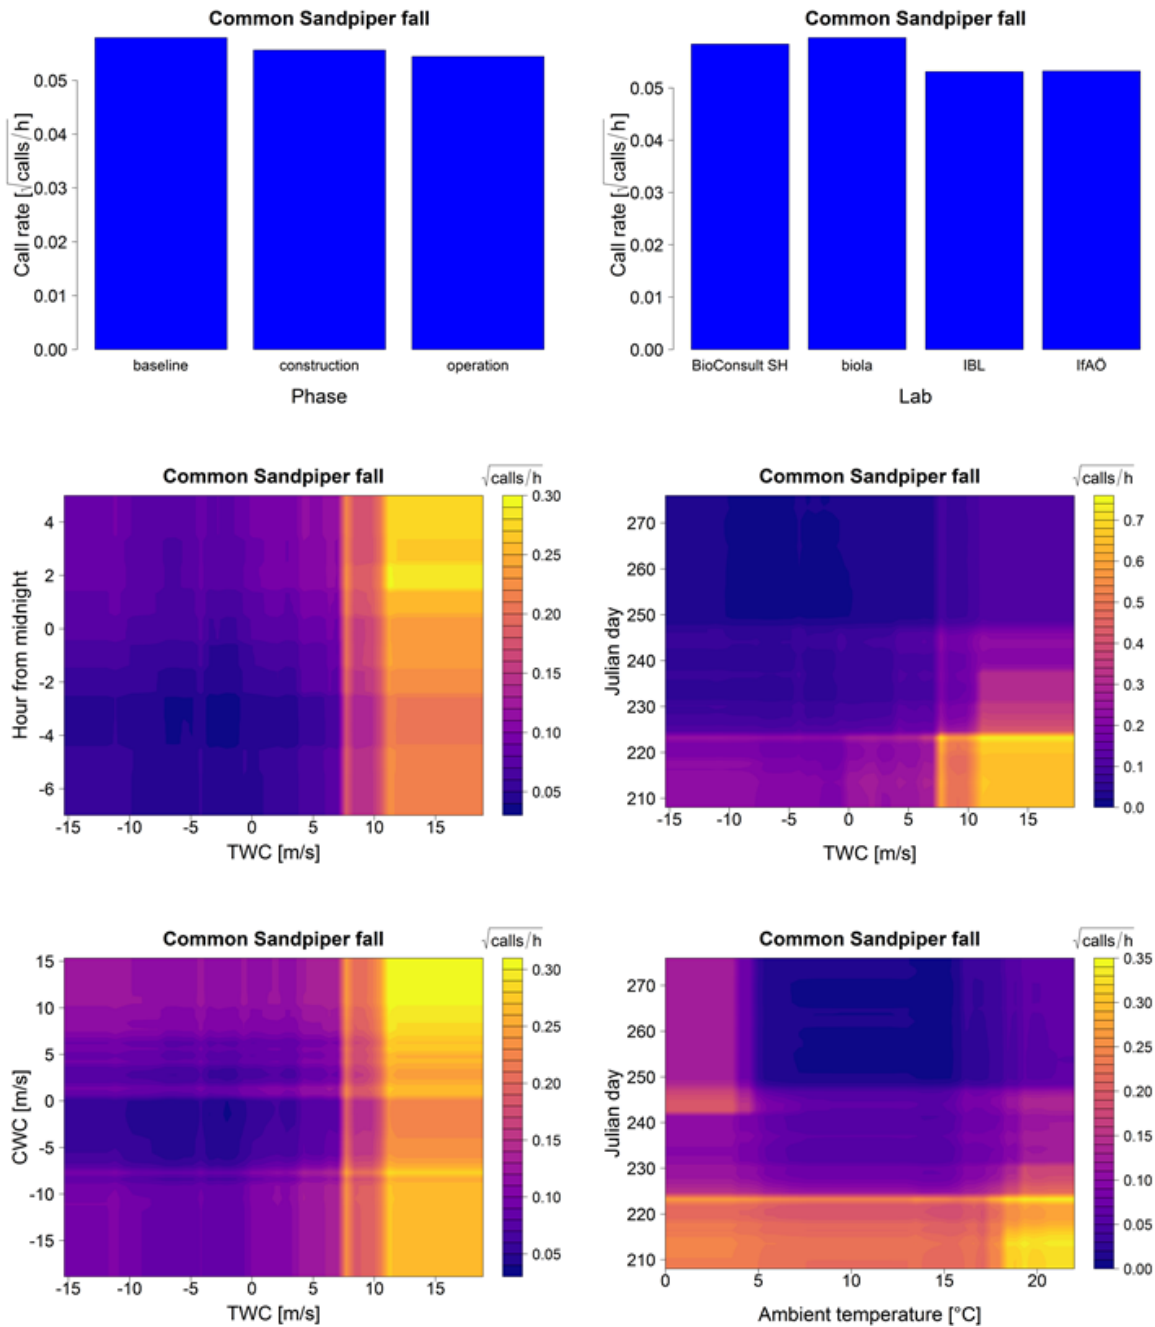 Common Sandpiper fall
Call rate [√calls/h]
0.05
0.04
0.03
0.02
0.01
0.00
baseline construction operation
Phase
Common Sandpiper fall
Call rate [√calls/h]
0.05
0.04
0.03
0.02
0.01
0.00
BioConsult SH biola IBL IfAÖ
Lab
Common Sandpiper fall
√calls/h
Hour from midnight
4
2
0
-2
-4
-6
-15 -10 -5 0 5 10 15
TWC [m/s]
0.30
0.25
0.20
0.15
0.10
0.05
Common Sandpiper fall
√calls/h
Julian day
270
260
250
240
230
220
210
-15 -10 -5 0 5 10 15
TWC [m/s]
0.7
0.6
0.5
0.4
0.3
0.2
0.1
0.0
Common Sandpiper fall
√calls/h
CWC [m/s]
15
10
5
0
-5
-10
-15
-15 -10 -5 0 5 10 15
TWC [m/s]
0.30
0.25
0.20
0.15
0.10
0.05
Common Sandpiper fall
√calls/h
Julian day
270
260
250
240
230
220
210
0 5 10 15 20
Ambient temperature [°C]
0.35
0.30
0.25
0.20
0.15
0.10
0.05
0.00